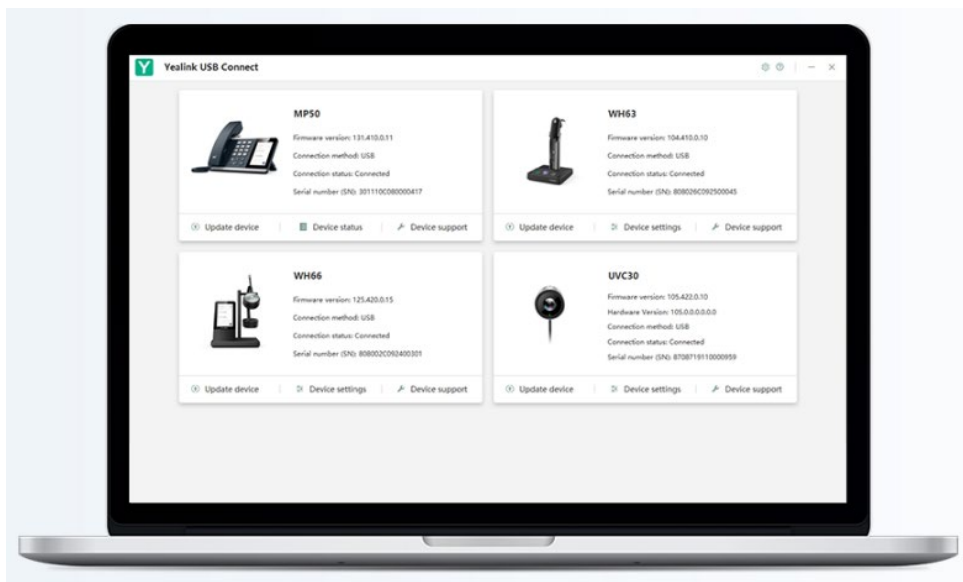 Y Yealink USB Connect
MP50
Firmware version: 131.410.0.11
Connection method: USB
Connection status: Connected
Serial number (SN): 301110C080000417
Update device
Device status
Device support
WH63
Firmware version: 104.410.0.10
Connection method: USB
Connection status: Connected
Serial number (SN): 808026C092500045
Update device
Device settings
Device support
WH66
Firmware version: 125.420.0.15
Connection method: USB
Connection status: Connected
Serial number (SN): 808002C092400301
Update device
Device settings
Device support
UVC30
Firmware version: 105.422.0.10
Hardware Version: 105.0.0.0.0.0.0
Connection method: USB
Connection status: Connected
Serial number (SN): 8708719110000959
Update device
Device settings
Device support